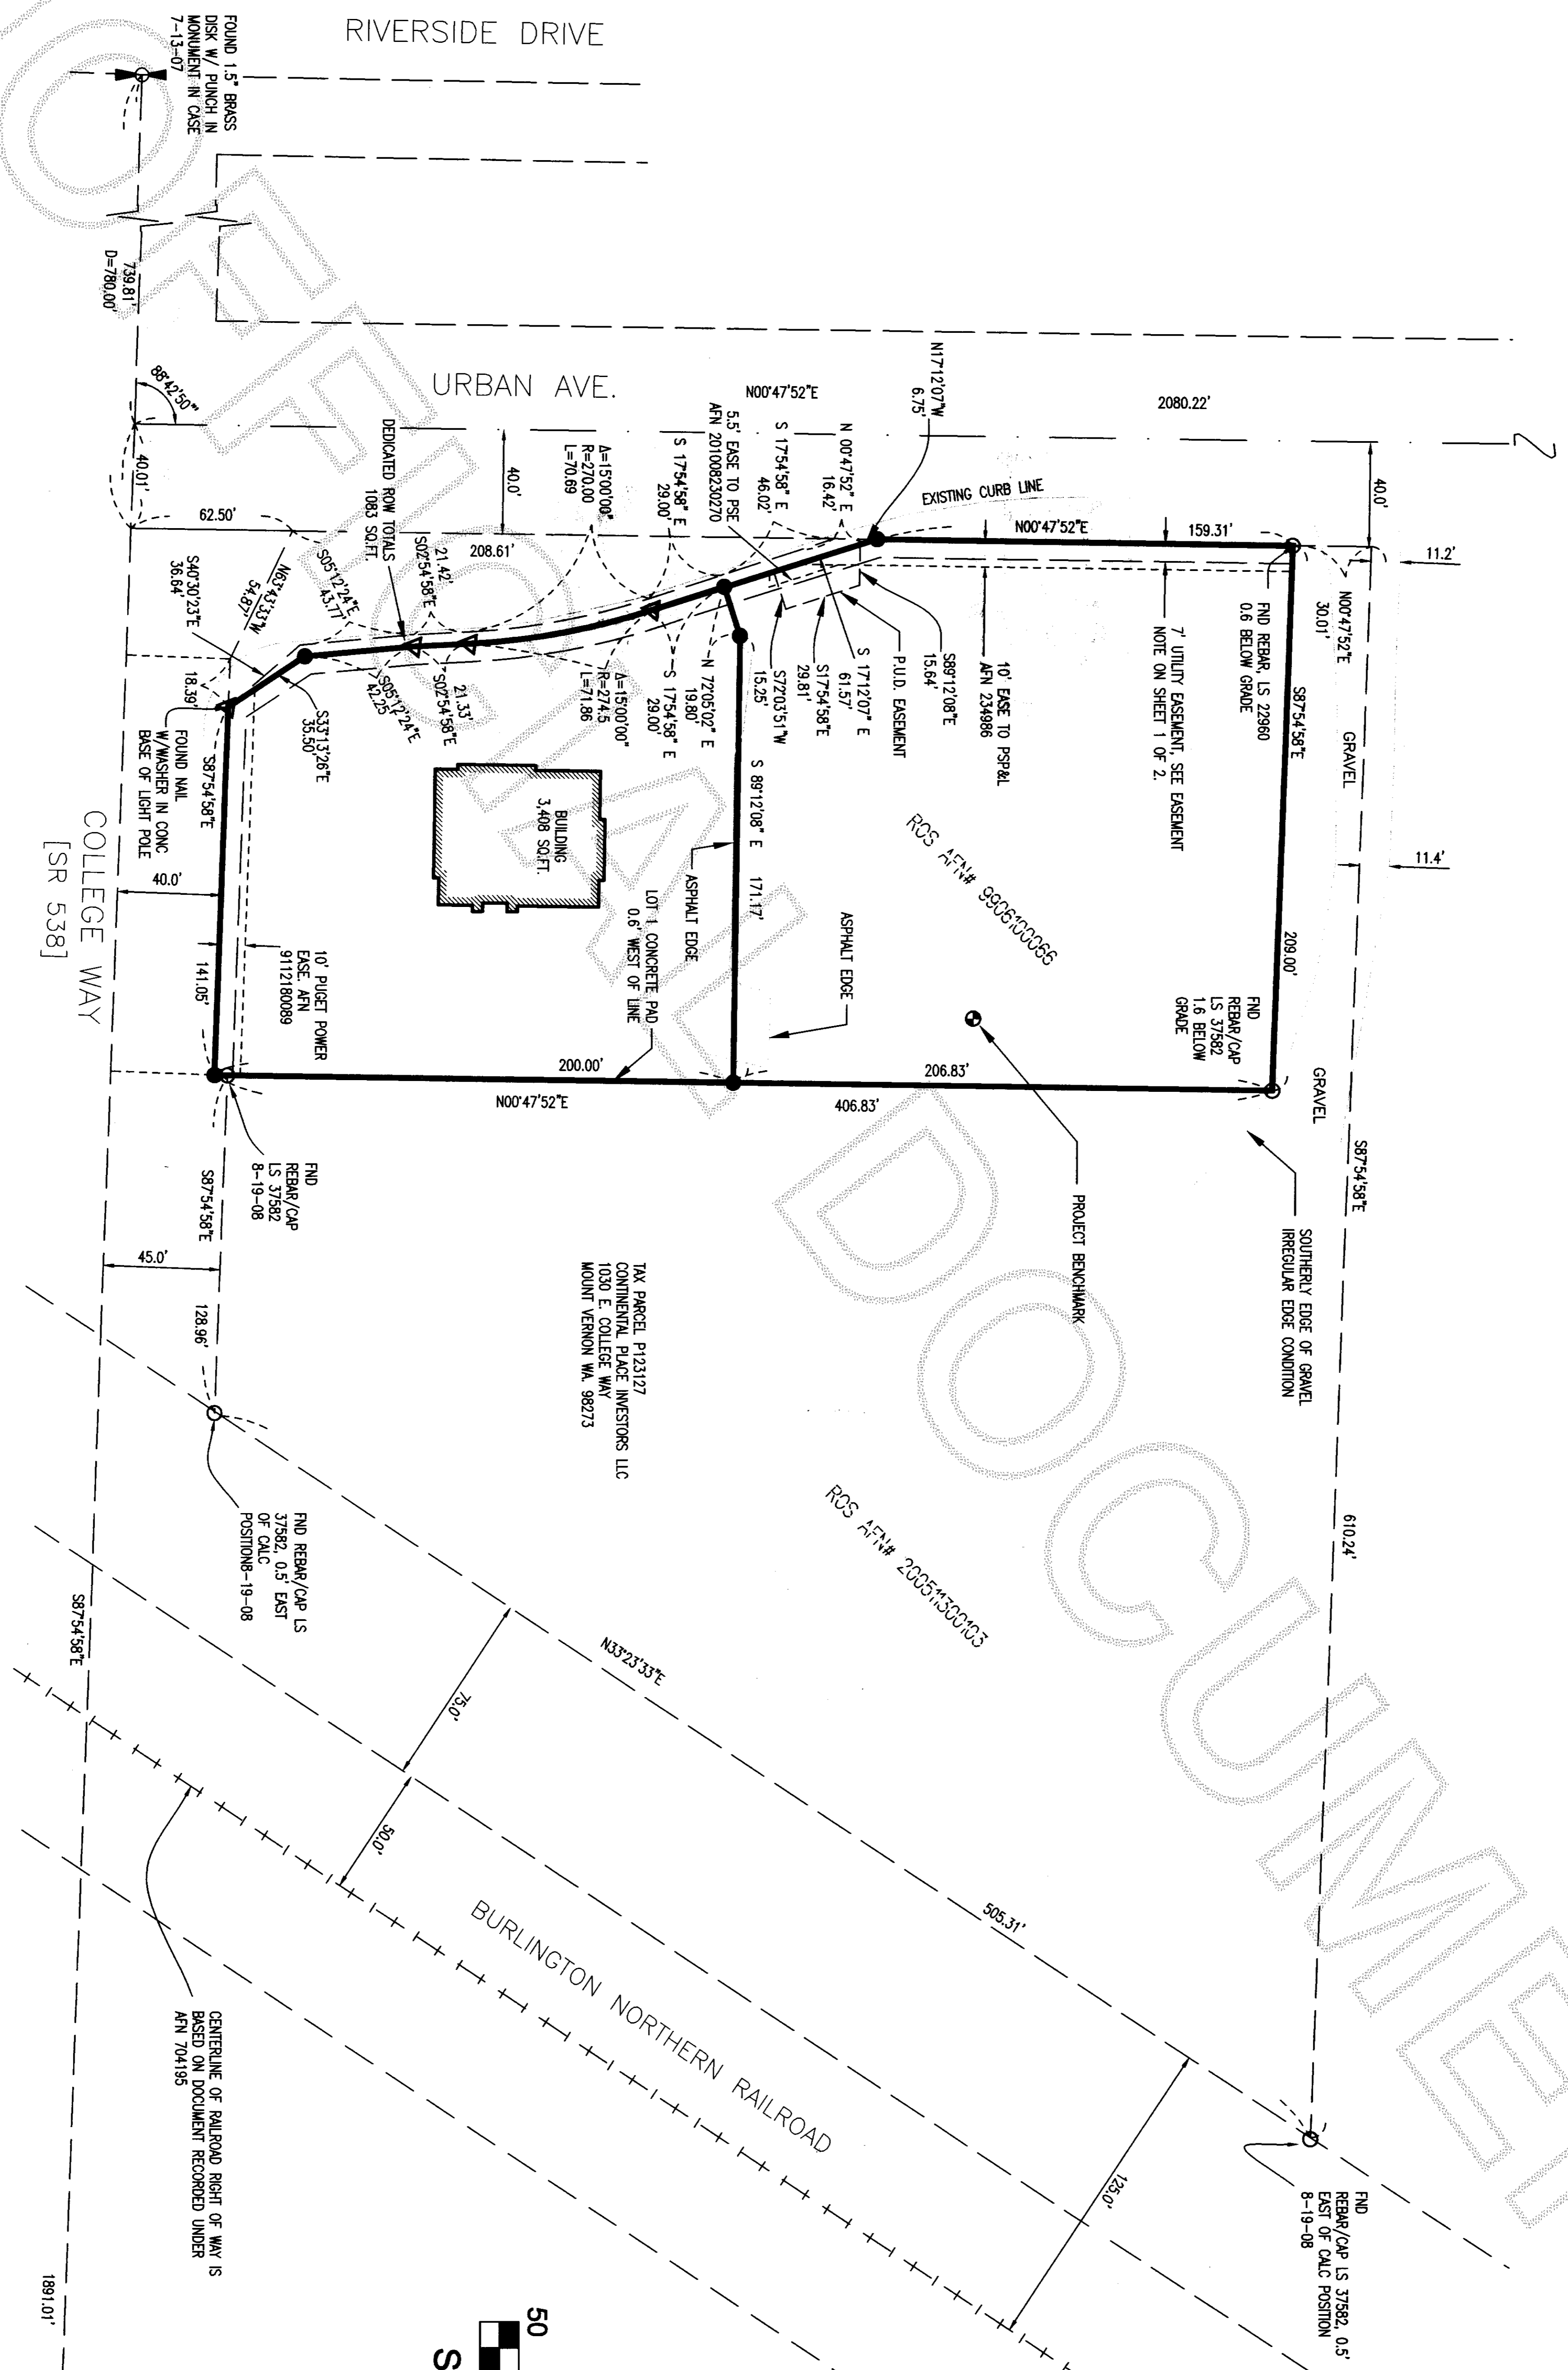 RIVERSIDE DRIVE
FOUND 1.5" BRASS
DISK W/ PUNCH IN
MONUMENT IN CASE
7-13-07
739.81'
D=780.00'
88°42'50""
URBAN AVE.
N00°47'52"E
2080.22'
40.01'
62.50'
40.0'
208.61'
40.0'
11.2'
11.4'
N17°12'07"W
6.75'
EXISTING CURB LINE
N00°47'52"E
159.31'
N00°47'52"E
30.01'
FND REBAR, LS 22960
0.6 BELOW GRADE
S87°54'58"E
209.00'
GRAVEL
GRAVEL
7' UTILITY EASEMENT, SEE EASEMENT
NOTE ON SHEET 1 OF 2.
10' EASE TO PSP&L
AFN 234986
N 00°47'52" E
16.42'
S 17°54'58" E
46.02'
5.5' EASE TO PSE
AFN 201008230270
S 17°54'58" E
29.00'
Δ=15°00'00"
R=270.00
L=70.69
DEDICATED ROW TOTALS
1083 SQ.FT.
21.42'
S02°54'58"E
S05°12'24"E
43.77'
N63°43'33"W
54.87'
S40°30'23"E
36.64'
18.39'
S89°12'08"E
15.64'
P.U.D. EASEMENT
S 17°12'07" E
61.57'
S17°54'58"E
29.81'
S72°03'51"W
15.25'
N 72°05'02" E
19.80'
S 17°54'58" E
29.00'
Δ=15°00'00"
R=274.5
L=71.86
21.33'
S02°54'58"E
S05°12'24"E
42.25'
S33°13'26"E
35.50'
FOUND NAIL
W/WASHER IN CONC
BASE OF LIGHT POLE
S87°54'58"E
40.0'
141.05'
COLLEGE WAY
[SR 538]
10' PUGET POWER
EASE. AFN
9112180089
BUILDING
3,408 SQ.FT.
S 89°12'08" E 171.17'
ASPHALT EDGE
ASPHALT EDGE
LOT 1 CONCRETE PAD
0.6' WEST OF LINE
ROS AFN# 9906100066
FND
REBAR/CAP
LS 37582
1.6 BELOW
GRADE
200.00'
206.83'
N00°47'52"E
406.83'
FND
REBAR/CAP
LS 37582
8-19-08
S87°54'58"E
45.0'
128.96'
PROJECT BENCHMARK
SOUTHERLY EDGE OF GRAVEL
IRREGULAR EDGE CONDITION
S87°54'58"E
610.24'
TAX PARCEL P123127
CONTINENTAL PLACE INVESTORS LLC
1030 E. COLLEGE WAY
MOUNT VERNON WA. 98273
ROS AFN# 200511300103
FND REBAR/CAP LS
37582, 0.5' EAST
OF CALC
POSITION8-19-08
S87°54'58"E
N33°23'33"E
505.31'
75.0'
50.0'
125.0'
BURLINGTON NORTHERN RAILROAD
FND
REBAR/CAP LS 37582, 0.5'
EAST OF CALC POSITION
8-19-08
CENTERLINE OF RAILROAD RIGHT OF WAY IS
BASED ON DOCUMENT RECORDED UNDER
AFN 704195
1891.01'
50
S
OFFICIAL DOCUME